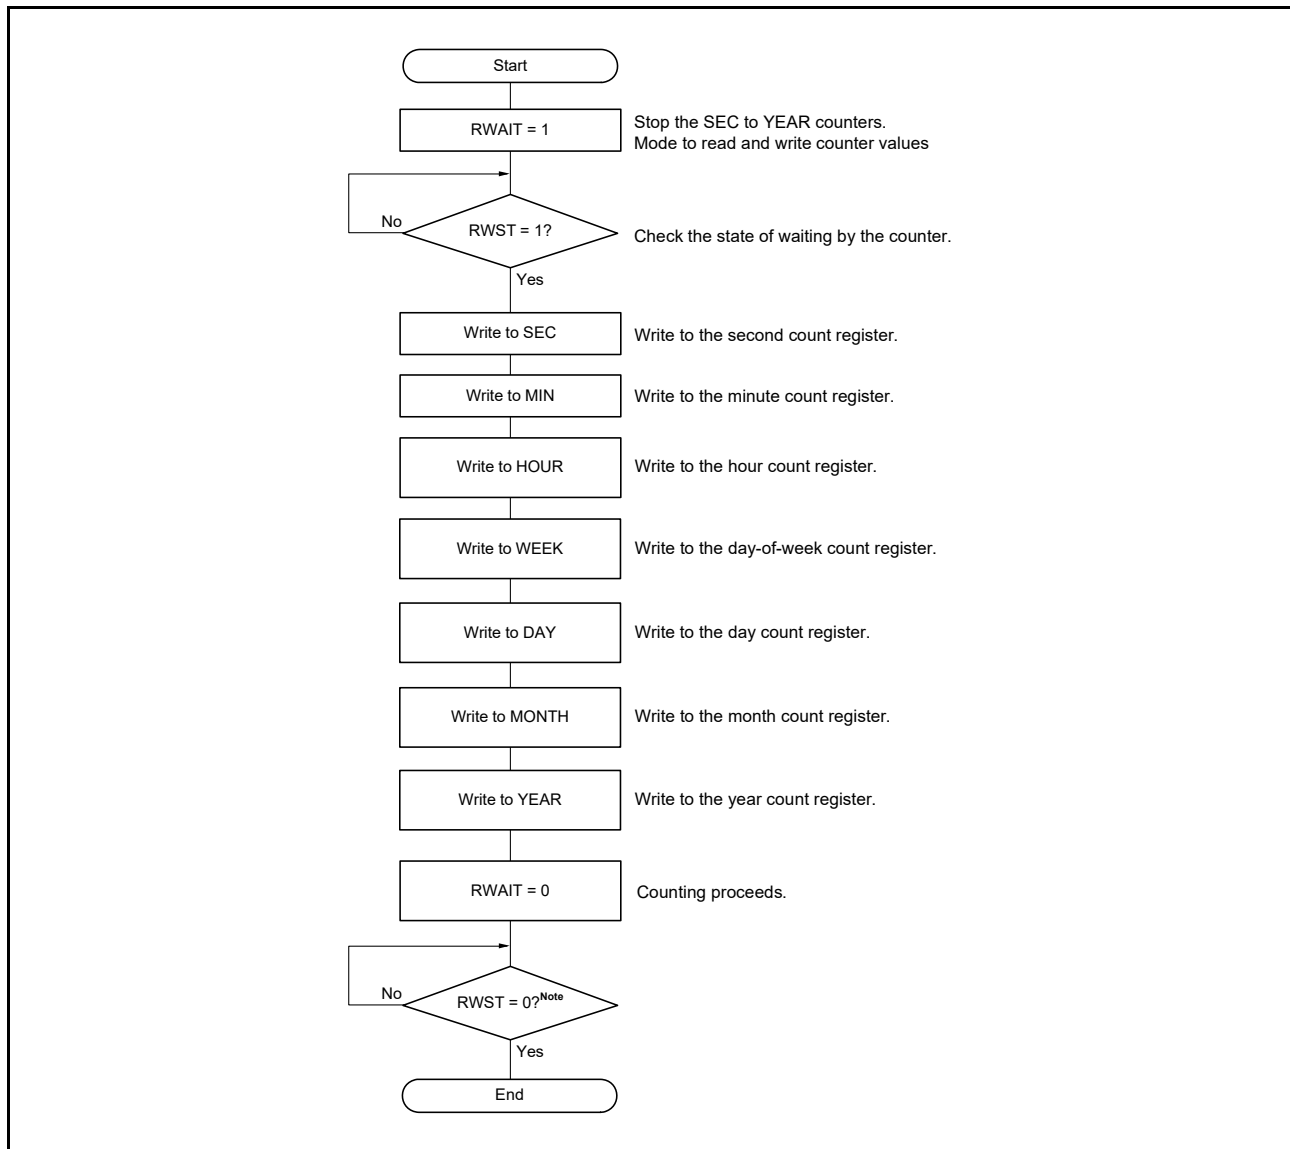 Start
RWAIT = 1
Stop the SEC to YEAR counters.
Mode to read and write counter values
No
RWST = 1?
Check the state of waiting by the counter.
Yes
Write to SEC
Write to the second count register.
Write to MIN
Write to the minute count register.
Write to HOUR
Write to the hour count register.
Write to WEEK
Write to the day-of-week count register.
Write to DAY
Write to the day count register.
Write to MONTH
Write to the month count register.
Write to YEAR
Write to the year count register.
RWAIT = 0
Counting proceeds.
No
RWST = 0?Note
Yes
End